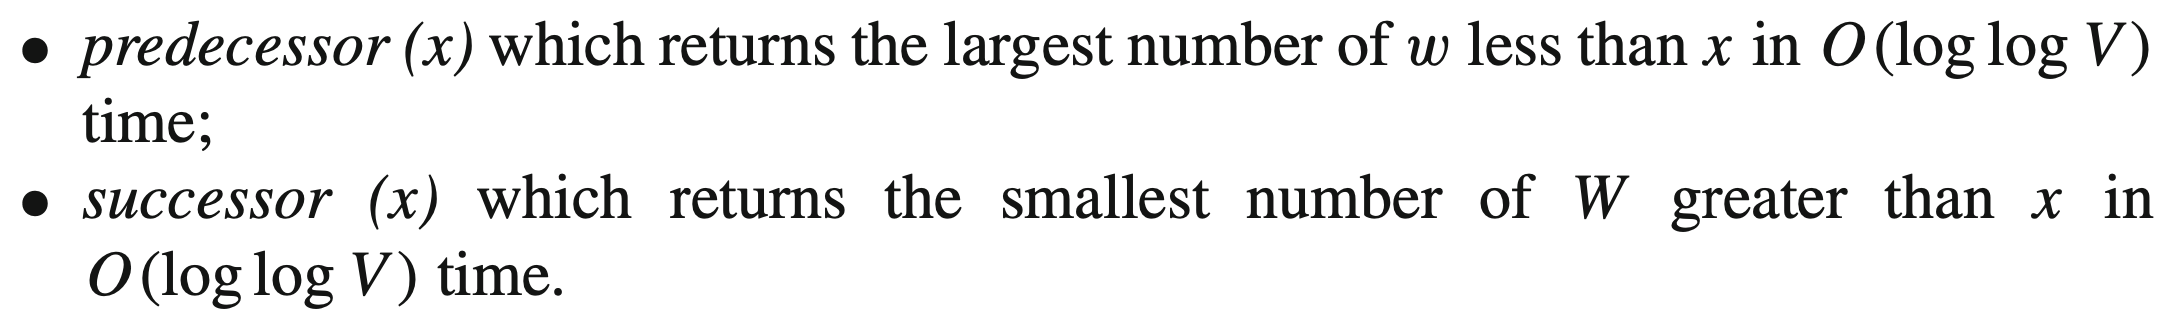 • predecessor (x) which returns the largest number of w less than x in O(log log V)
time;
• successor (x) which returns the smallest number of W greater than x in
O(log log V) time.